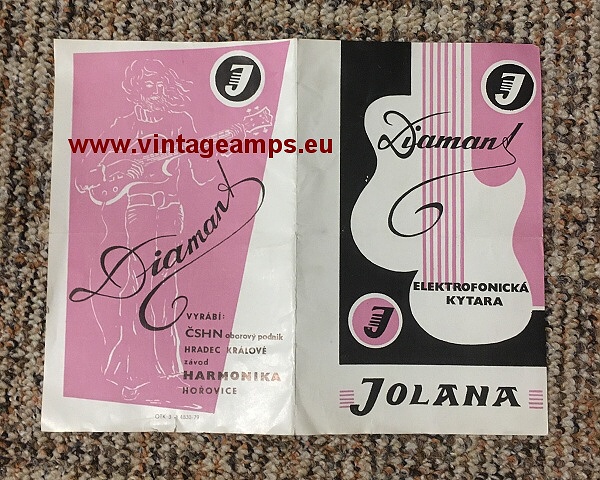 J
www.vintageamps.eu
Diamant
VYRÁBÍ:
ČSHN oborový podnik
HRADEC KRÁLOVÉ
závod
HARMONIKA
HOŘOVICE
J
Diamant
ELEKTROFONICKÁ
KYTARA
J
JOLANA